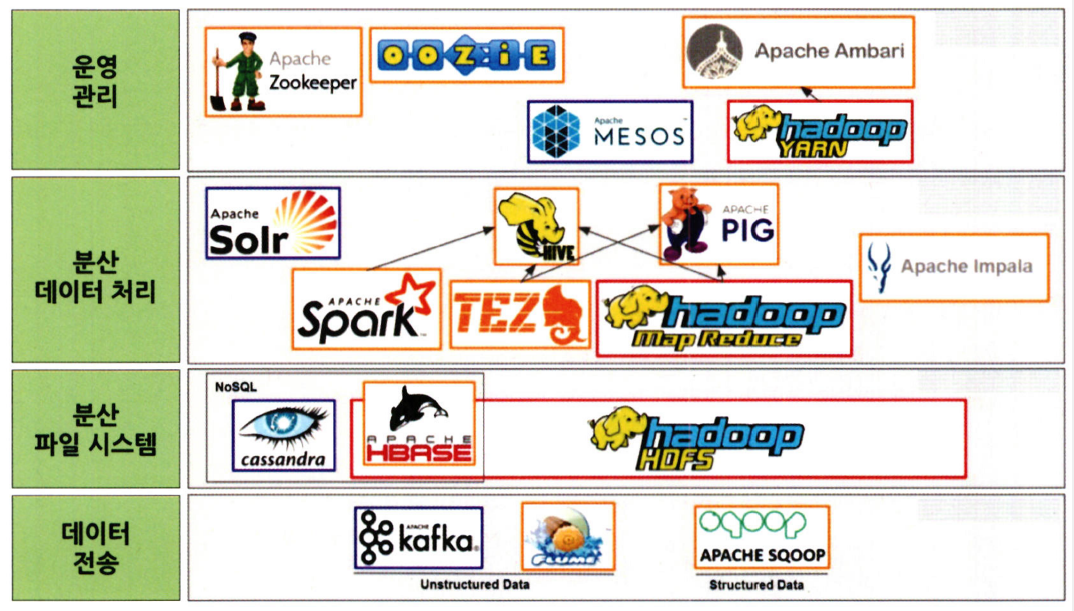 운영
관리
Apache
Zookeeper
OOZiE
Apache Ambari
Apache
MESOS
hadoop
YARN
분산
데이터 처리
Apache
Solr
HIVE
APACHE
PIG
Apache Impala
APACHE
Spark
TEZ
hadoop
Map Reduce
분산
파일 시스템
NoSQL
cassandra
APACHE
HBASE
hadoop
HDFS
데이터
전송
APACHE
kafka
FLUME
sqoop
APACHE SQOOP
Unstructured Data
Structured Data